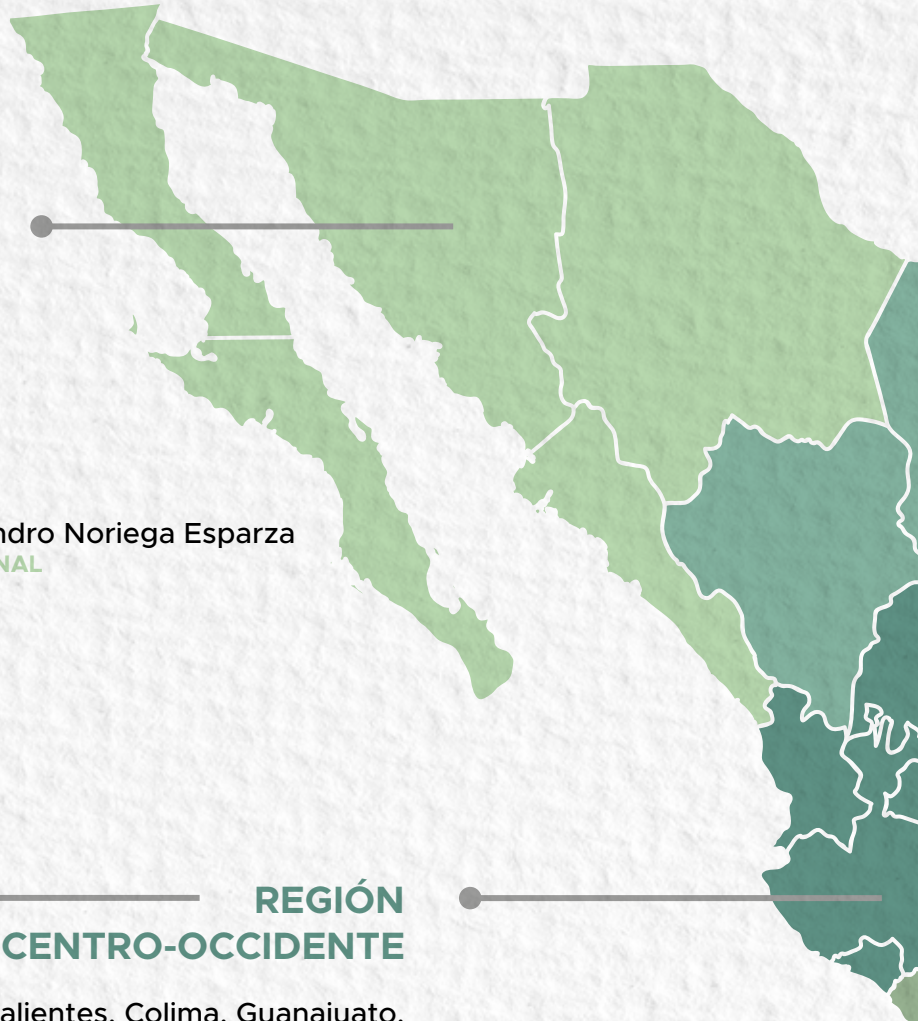 ndro Noriega Esparza
NAL
REGIÓN
CENTRO-OCCIDENTE
alientes, Colima, Guanajuato,